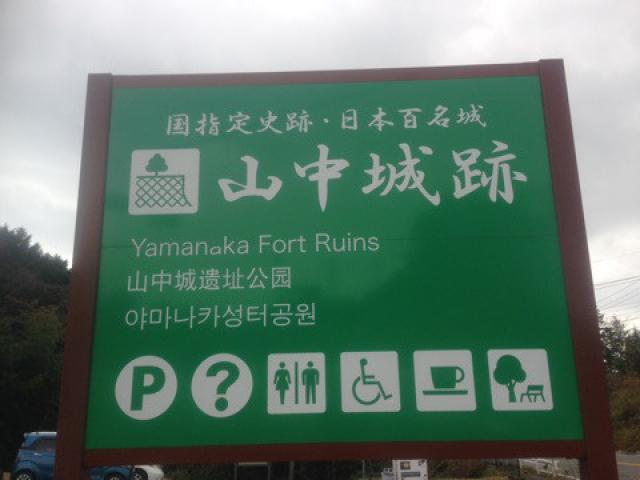 国指定史跡・日本百名城
山中城跡
Yamanaka Fort Ruins
山中城遗址公园
야마나카성터공원
P ?